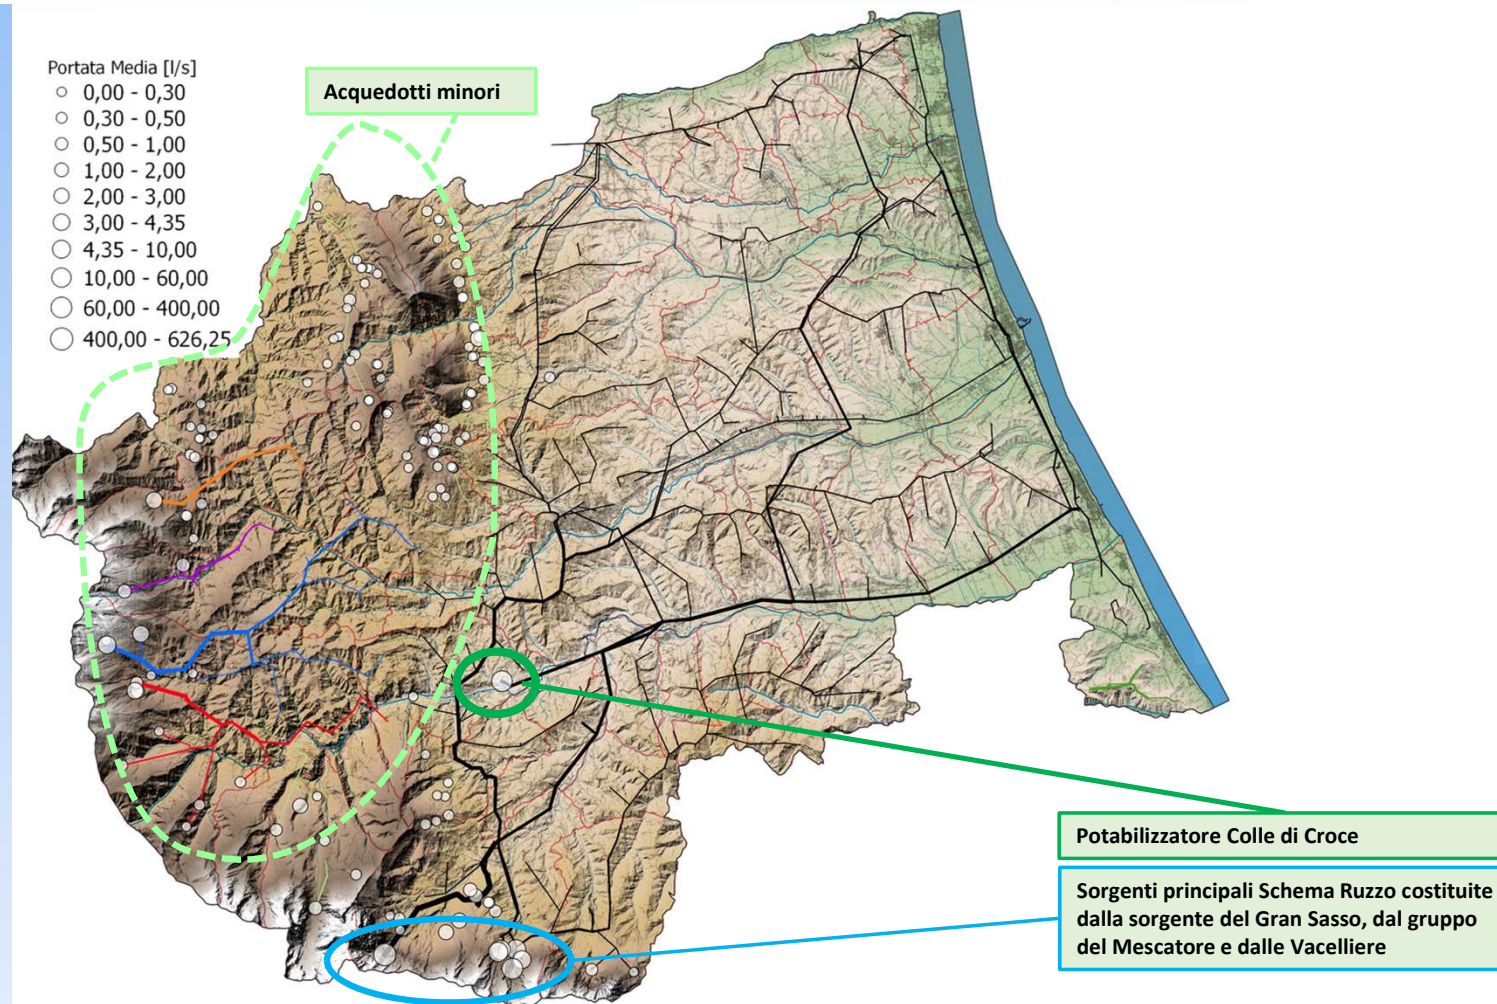 Portata Media [l/s]
0,00 - 0,30
0,30 - 0,50
0,50 - 1,00
1,00 - 2,00
2,00 - 3,00
3,00 - 4,35
4,35 - 10,00
10,00 - 60,00
60,00 - 400,00
400,00 - 626,25
Acquedotti minori
Potabilizzatore Colle di Croce
Sorgenti principali Schema Ruzzo costituite
dalla sorgente del Gran Sasso, dal gruppo
del Mescatore e dalle Vacelliere